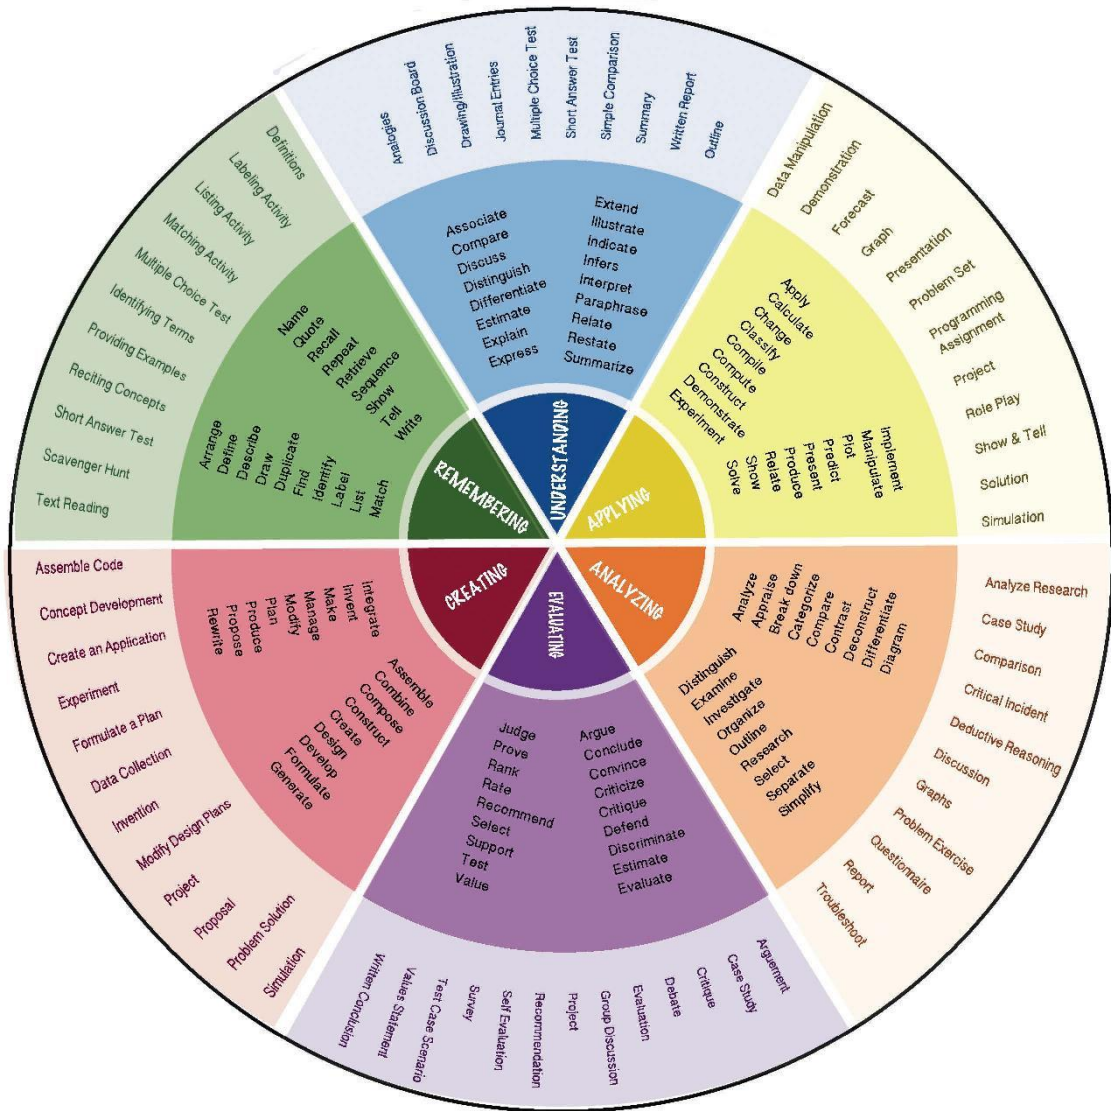 UNDERSTANDING
Associate
Compare
Discuss
Distinguish
Differentiate
Estimate
Explain
Express
Extend
Illustrate
Indicate
Infers
Interpret
Paraphrase
Relate
Restate
Summarize
Analogies
Discussion Board
Drawing/Illustration
Journal Entries
Multiple Choice Test
Short Answer Test
Simple Comparison
Summary
Written Report
Outline
APPLYING
Apply
Calculate
Change
Classify
Compile
Compute
Construct
Demonstrate
Experiment
Implement
Manipulate
Plot
Predict
Present
Produce
Relate
Show
Solve
Data Manipulation
Demonstration
Forecast
Graph
Presentation
Problem Set
Programming
Assignment
Project
Role Play
Show & Tell
Solution
Simulation
ANALYZING
Analyze
Appraise
Break down
Categorize
Compare
Contrast
Deconstruct
Differentiate
Diagram
Distinguish
Examine
Investigate
Organize
Outline
Research
Select
Separate
Simplify
Analyze Research
Case Study
Comparison
Critical Incident
Deductive Reasoning
Discussion
Graphs
Problem Exercise
Questionnaire
Report
Troubleshoot
EVALUATING
Argue
Conclude
Convince
Criticize
Critique
Defend
Discriminate
Estimate
Evaluate
Judge
Prove
Rank
Rate
Recommend
Select
Support
Test
Value
Arguement
Case Study
Critique
Debate
Evaluation
Group Discussion
Project
Recommendation
Self Evaluation
Survey
Test Case Scenario
Values Statement
Written Conclusion
CREATING
Assemble
Combine
Compose
Construct
Create
Design
Develop
Formulate
Generate
Integrate
Invent
Make
Manage
Modify
Plan
Produce
Propose
Rewrite
Assemble Code
Concept Development
Create an Application
Experiment
Formulate a Plan
Data Collection
Invention
Modify Design Plans
Project
Proposal
Problem Solution
Simulation
REMEMBERING
Arrange
Define
Describe
Draw
Duplicate
Find
Identify
Label
List
Match
Name
Quote
Recall
Repeat
Retrieve
Sequence
Show
Tell
Write
Definitions
Labeling Activity
Listing Activity
Matching Activity
Multiple Choice Test
Identifying Terms
Providing Examples
Reciting Concepts
Short Answer Test
Scavenger Hunt
Text Reading